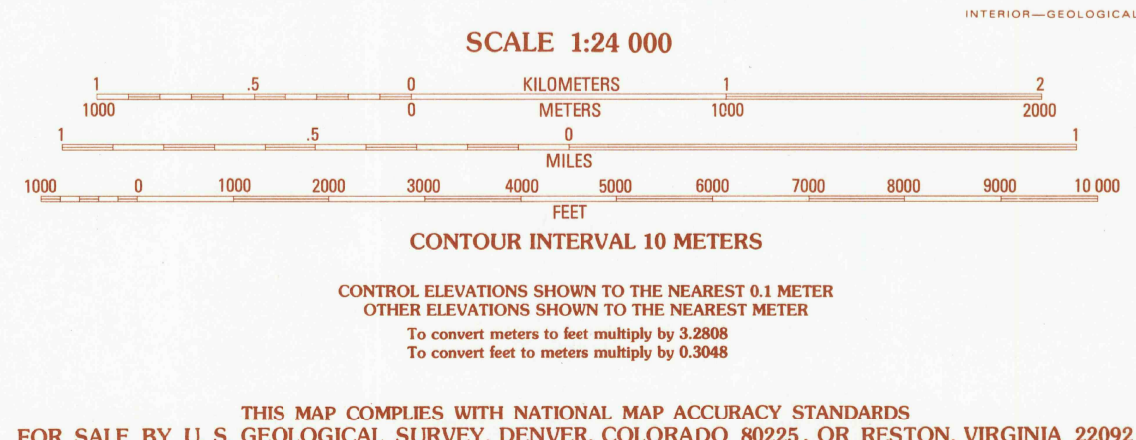 INTERIOR—GEOLOGICAL
SCALE 1:24 000
1 .5 0 KILOMETERS 1 2
1000 0 METERS 1000 2000
1 .5 0 1
MILES
1000 0 1000 2000 3000 4000 5000 6000 7000 8000 9000 10 000
FEET
CONTOUR INTERVAL 10 METERS
CONTROL ELEVATIONS SHOWN TO THE NEAREST 0.1 METER
OTHER ELEVATIONS SHOWN TO THE NEAREST METER
To convert meters to feet multiply by 3.2808
To convert feet to meters multiply by 0.3048
THIS MAP COMPLIES WITH NATIONAL MAP ACCURACY STANDARDS
FOR SALE BY U. S. GEOLOGICAL SURVEY, DENVER, COLORADO 80225, OR RESTON, VIRGINIA 22092